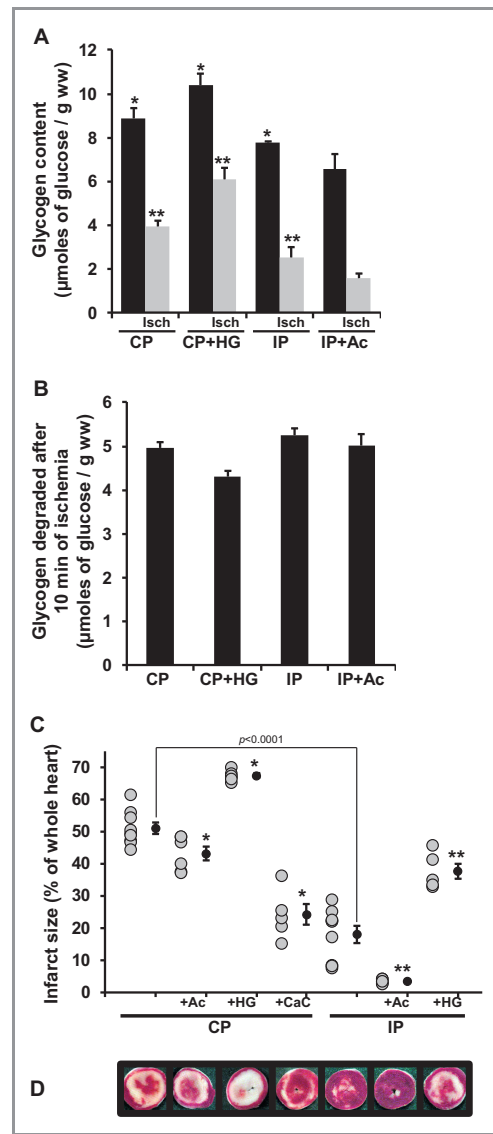 A
Glycogen content
(µmoles of glucose / g ww)
12
10
8
6
4
2
0
*
**
*
**
*
**
Isch Isch Isch Isch
CP CP+HG IP IP+Ac
B
Glycogen degraded after
10 min of ischemia
(µmoles of glucose / g ww)
6
5
4
3
2
1
0
CP CP+HG IP IP+Ac
C
Infarct size (% of whole heart)
p<0.0001
70
60
50
40
30
20
10
0
*
*
*
**
**
+Ac +HG +CaC +Ac +HG
CP IP
D